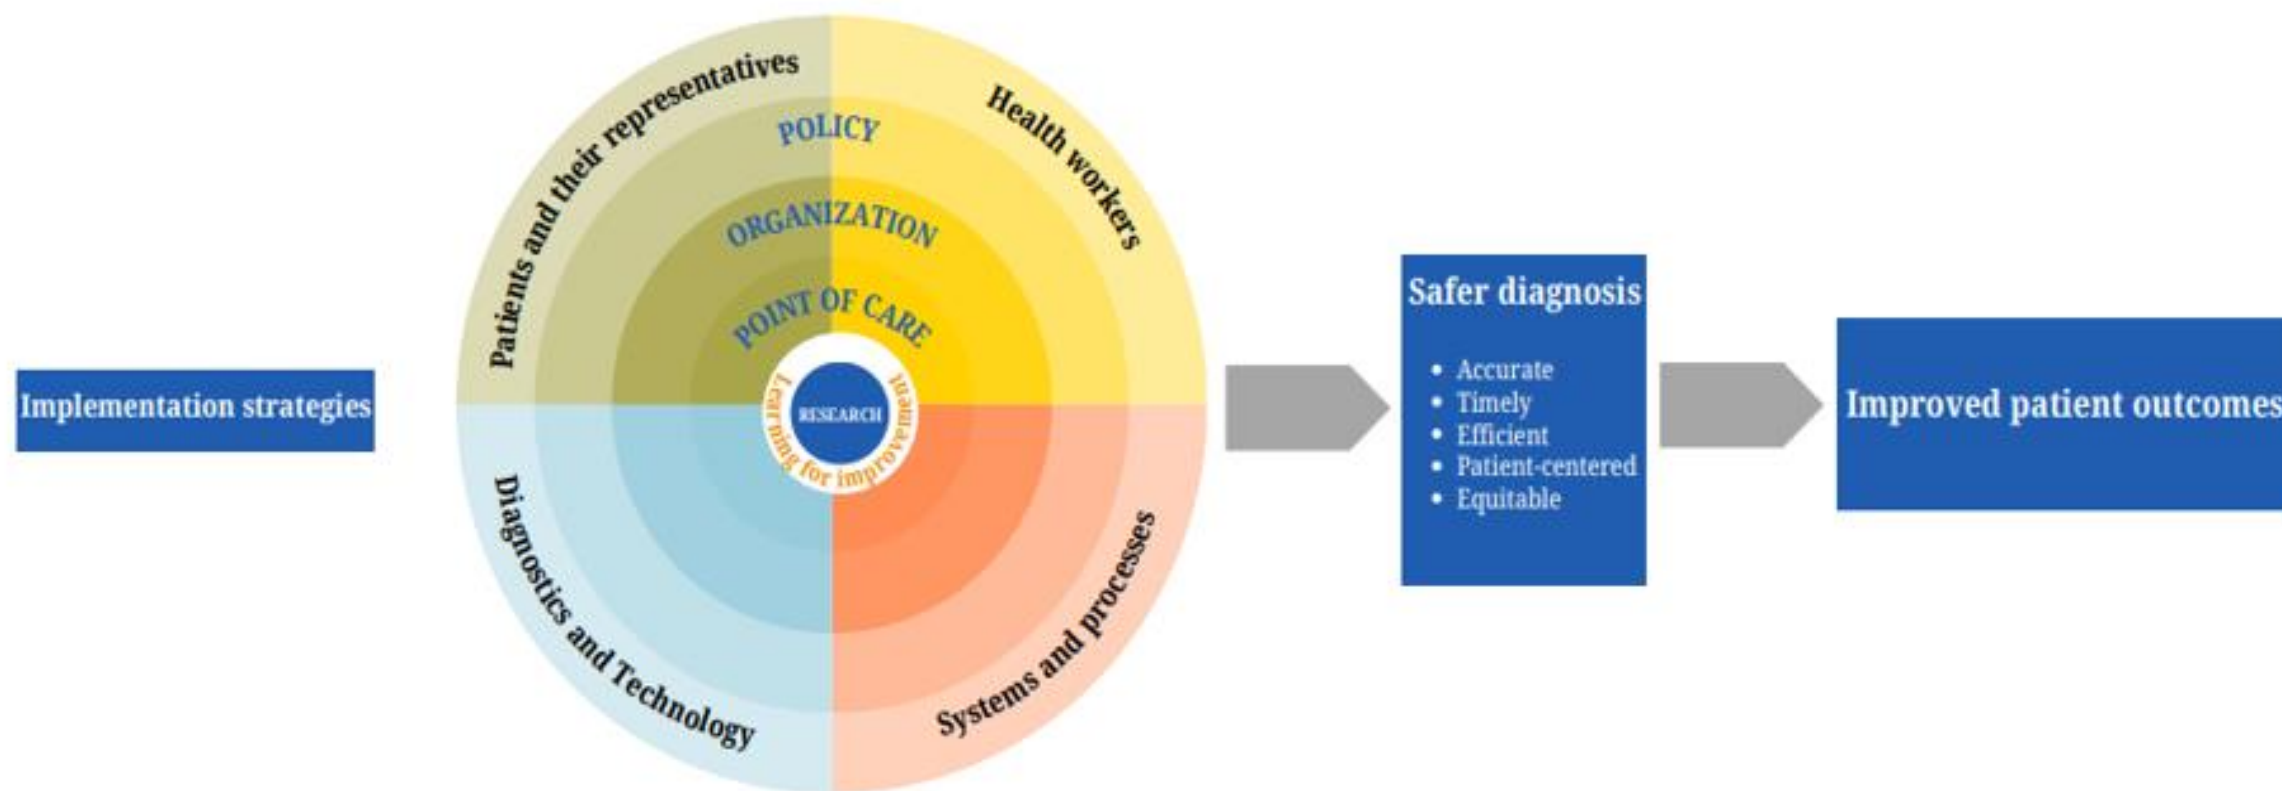 Implementation strategies
Patients and their representatives
Health workers
POLICY
ORGANIZATION
POINT OF CARE
RESEARCH
Learning for improvement
Diagnostics and Technology
Systems and processes
Safer diagnosis
• Accurate
• Timely
• Efficient
• Patient-centered
• Equitable
Improved patient outcomes